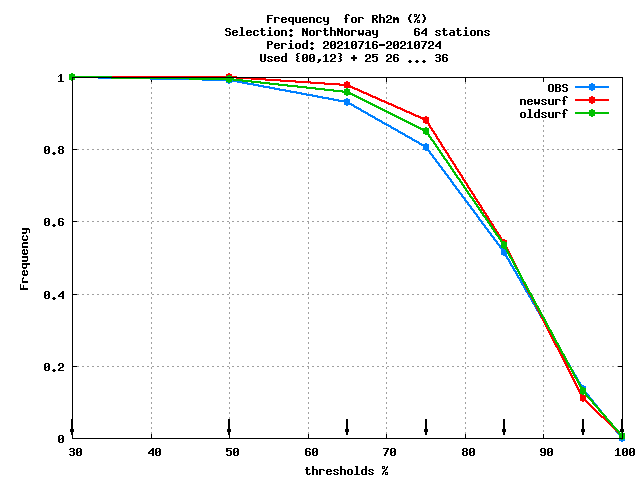 Frequency  for Rh2m (%)
Selection: NorthNorway     64 stations
Period: 20210716-20210724
Used {00,12} + 25 26 ... 36
OBS
newsurf
oldsurf
1
0.8
0.6
0.4
0.2
0
Frequency
30 40 50 60 70 80 90 100
thresholds %